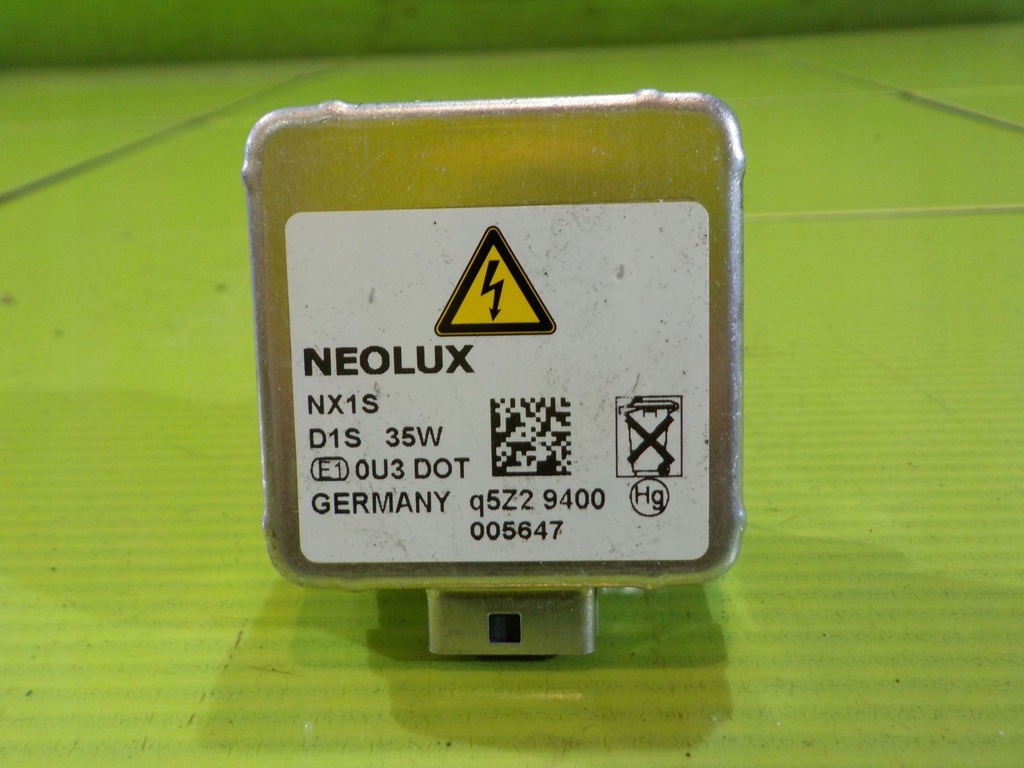 NEOLUX
NX1S
D1S 35W
E1 0U3 DOT
GERMANY q5Z2 9400
005647
Hg